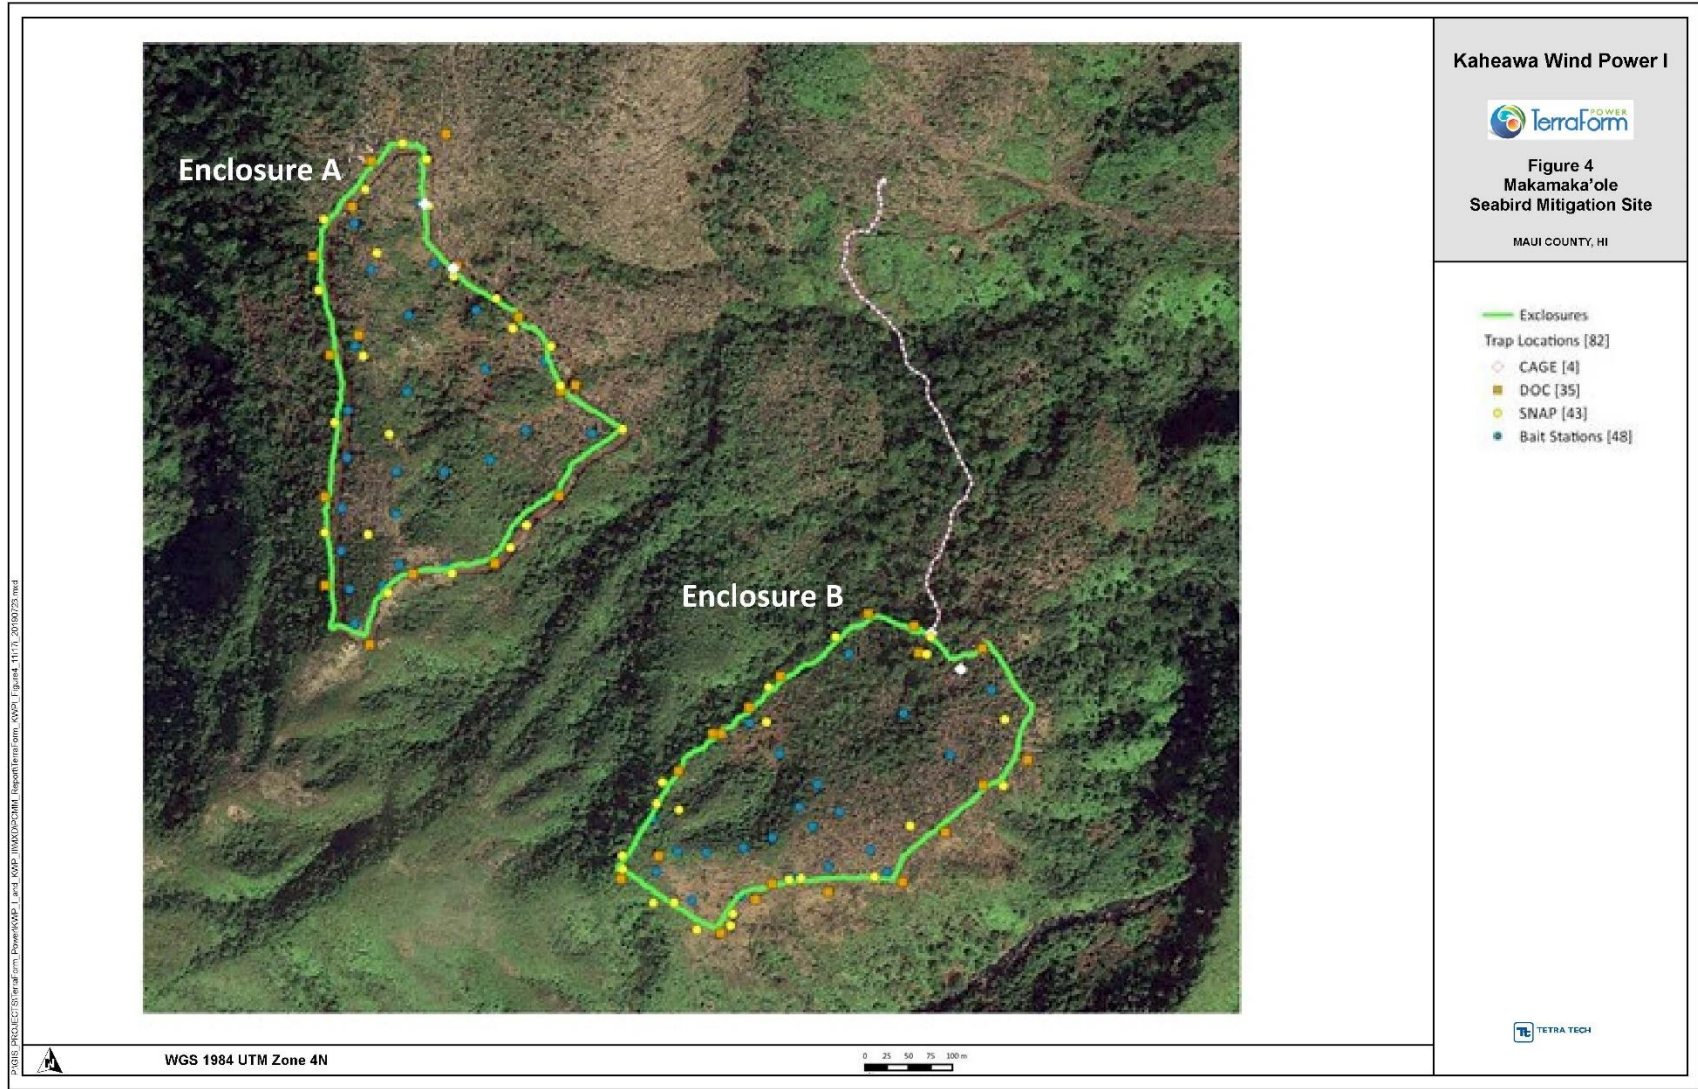 Kaheawa Wind Power I
TerraForm
POWER
Figure 4
Makamaka'ole
Seabird Mitigation Site
MAUI COUNTY, HI
Enclosure A
Enclosure B
Exclosures
Trap Locations [82]
CAGE [4]
DOC [35]
SNAP [43]
Bait Stations [48]
TETRA TECH
WGS 1984 UTM Zone 4N
0 25 50 75 100 m